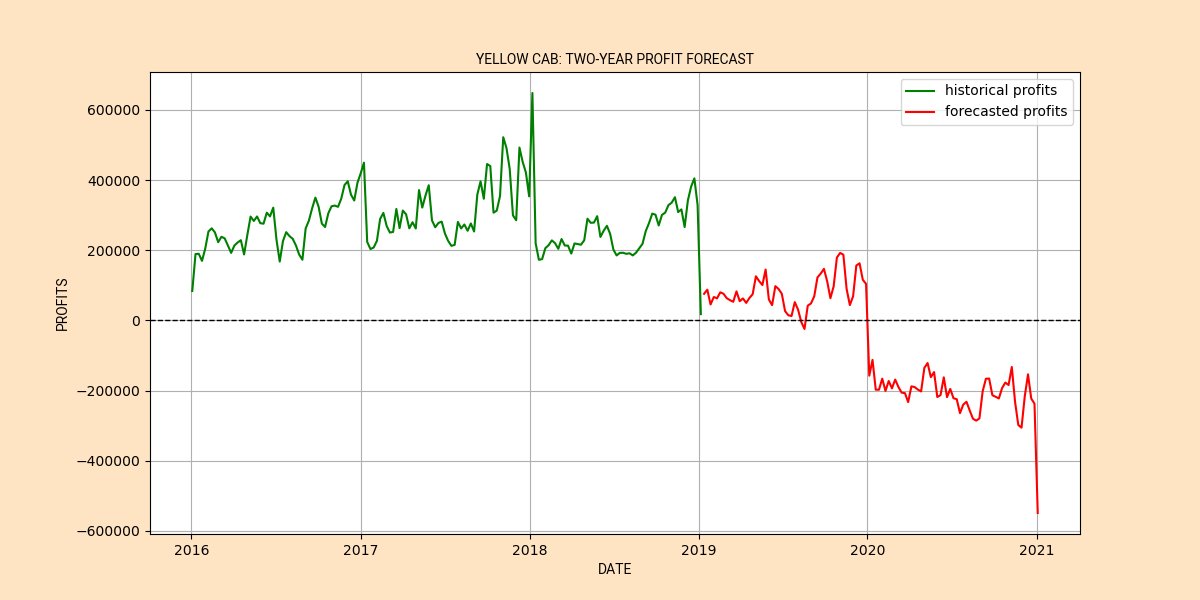 YELLOW CAB: TWO-YEAR PROFIT FORECAST
historical profits
forecasted profits
600000
400000
200000
0
−200000
−400000
−600000
PROFITS
2016 2017 2018 2019 2020 2021
DATE